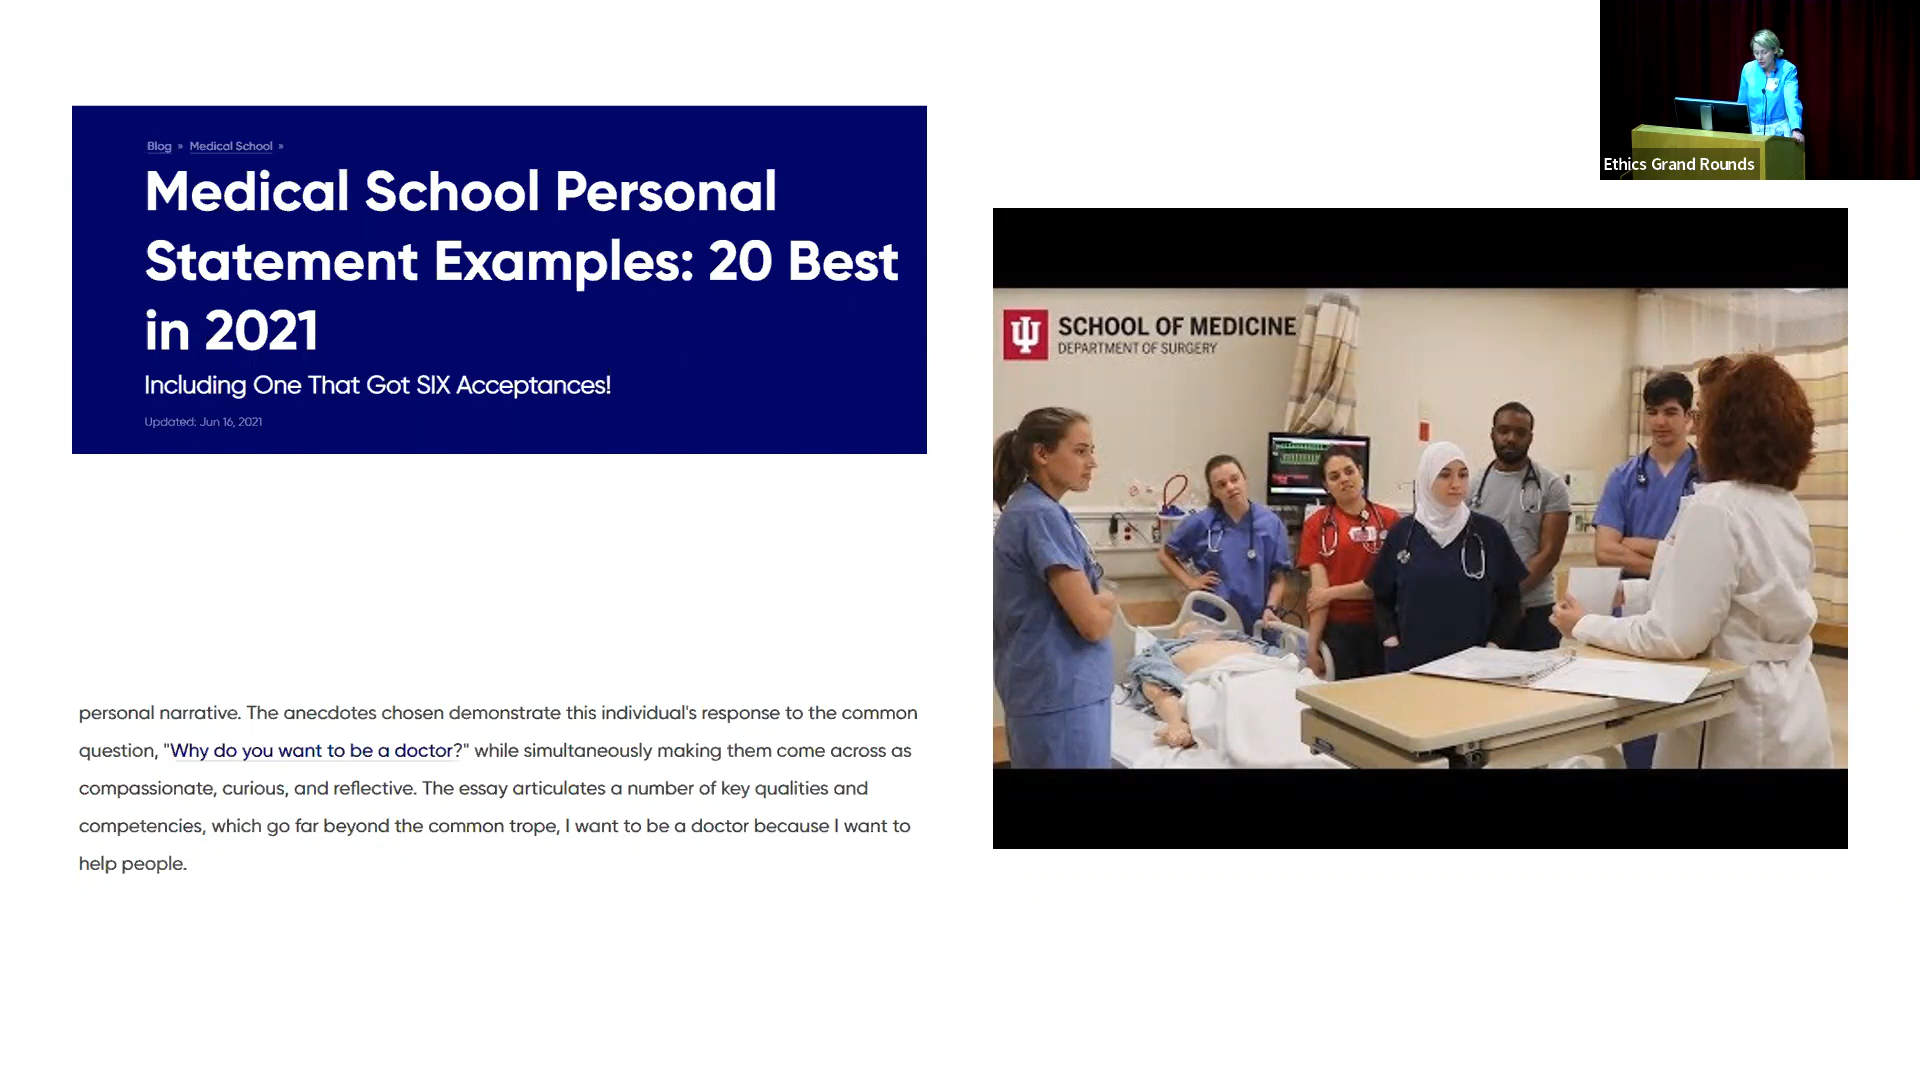 Blog » Medical School »
Medical School Personal
Statement Examples: 20 Best
in 2021
Including One That Got SIX Acceptances!
Updated: Jun 16, 2021
personal narrative. The anecdotes chosen demonstrate this individual's response to the common
question, "Why do you want to be a doctor?" while simultaneously making them come across as
compassionate, curious, and reflective. The essay articulates a number of key qualities and
competencies, which go far beyond the common trope, I want to be a doctor because I want to
help people.
Ethics Grand Rounds
SCHOOL OF MEDICINE
DEPARTMENT OF SURGERY